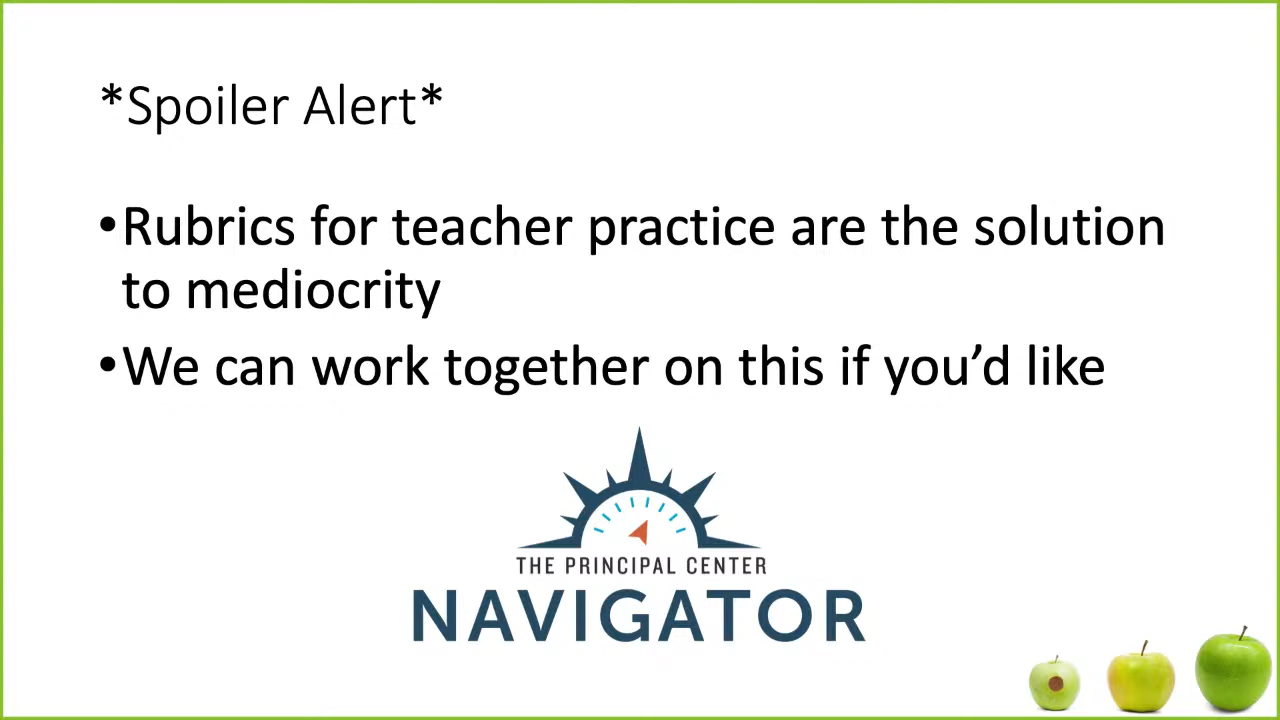 *Spoiler Alert*
•Rubrics for teacher practice are the solution
to mediocrity
•We can work together on this if you’d like
THE PRINCIPAL CENTER
NAVIGATOR